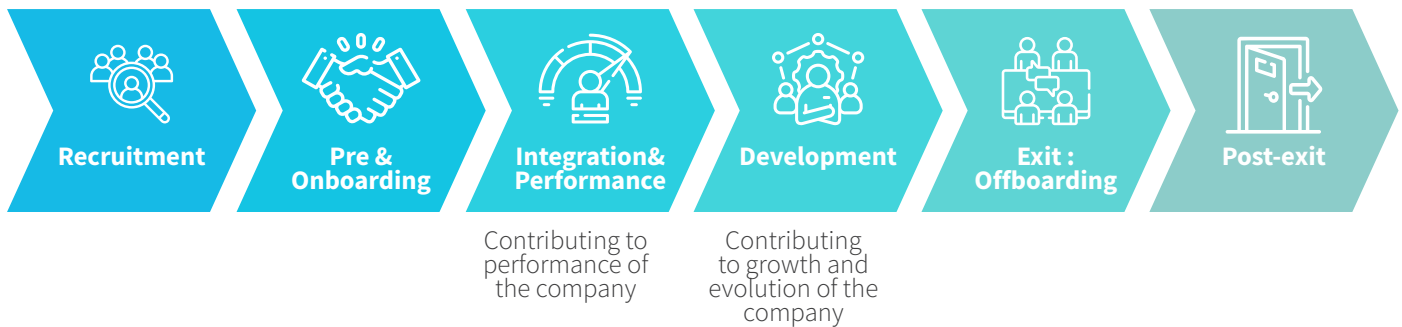 Recruitment
Pre &
Onboarding
Integration&
Performance
Development
Exit :
Offboarding
Post-exit
Contributing to
performance of
the company
Contributing
to growth and
evolution of the
company